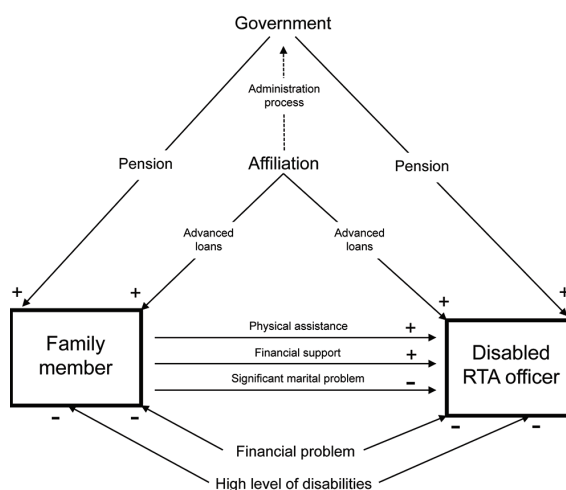 Government
Administration
process
Pension
Affiliation
Pension
Advanced
loans
Advanced
loans
+
+
+
+
Family
member
Physical assistance +
Financial support +
Significant marital problem -
Disabled
RTA officer
-
-
-
-
Financial problem
High level of disabilities